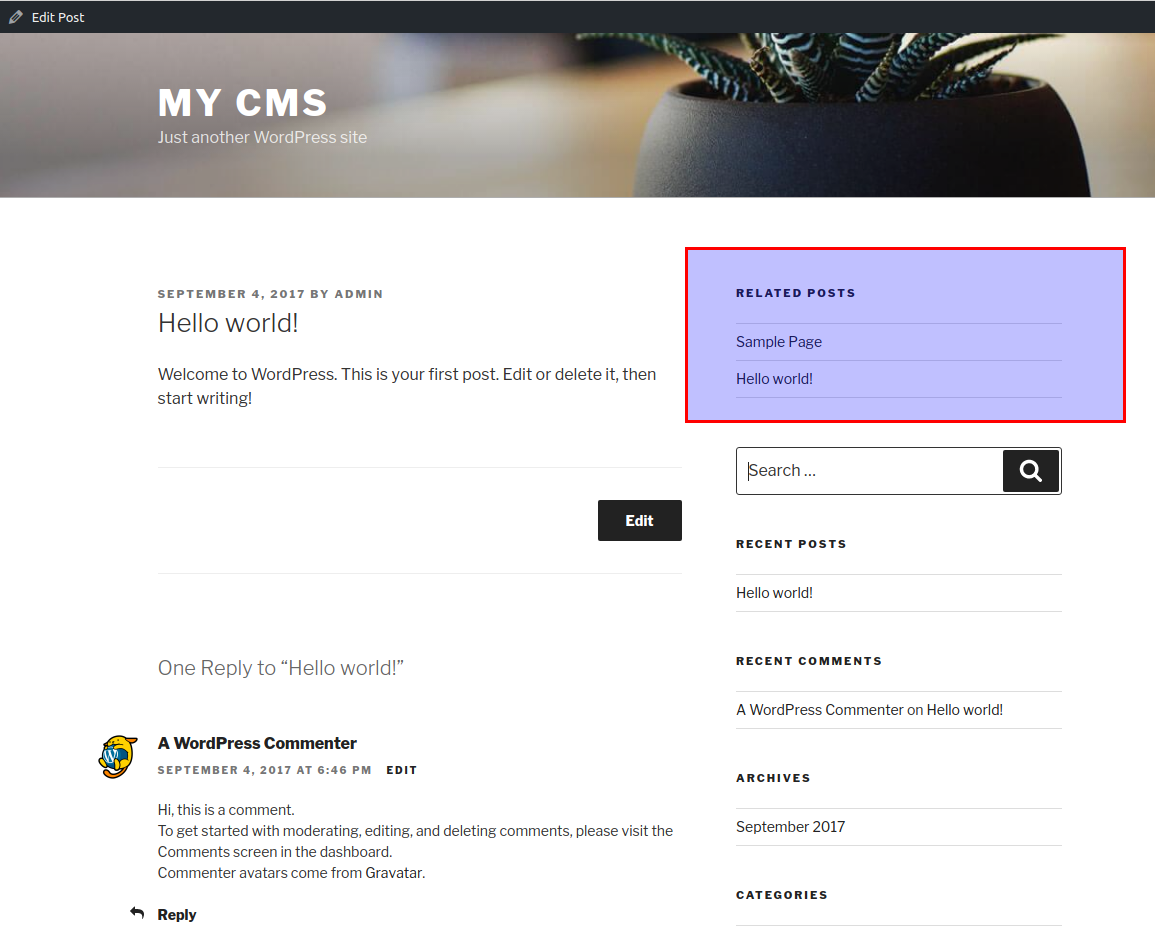 Edit Post
MY CMS
Just another WordPress site
SEPTEMBER 4, 2017 BY ADMIN
Hello world!
Welcome to WordPress. This is your first post. Edit or delete it, then
start writing!
Edit
One Reply to “Hello world!”
A WordPress Commenter
SEPTEMBER 4, 2017 AT 6:46 PM EDIT
Hi, this is a comment.
To get started with moderating, editing, and deleting comments, please visit the
Comments screen in the dashboard.
Commenter avatars come from Gravatar.
Reply
RELATED POSTS
Sample Page
Hello world!
Search …
RECENT POSTS
Hello world!
RECENT COMMENTS
A WordPress Commenter on Hello world!
ARCHIVES
September 2017
CATEGORIES